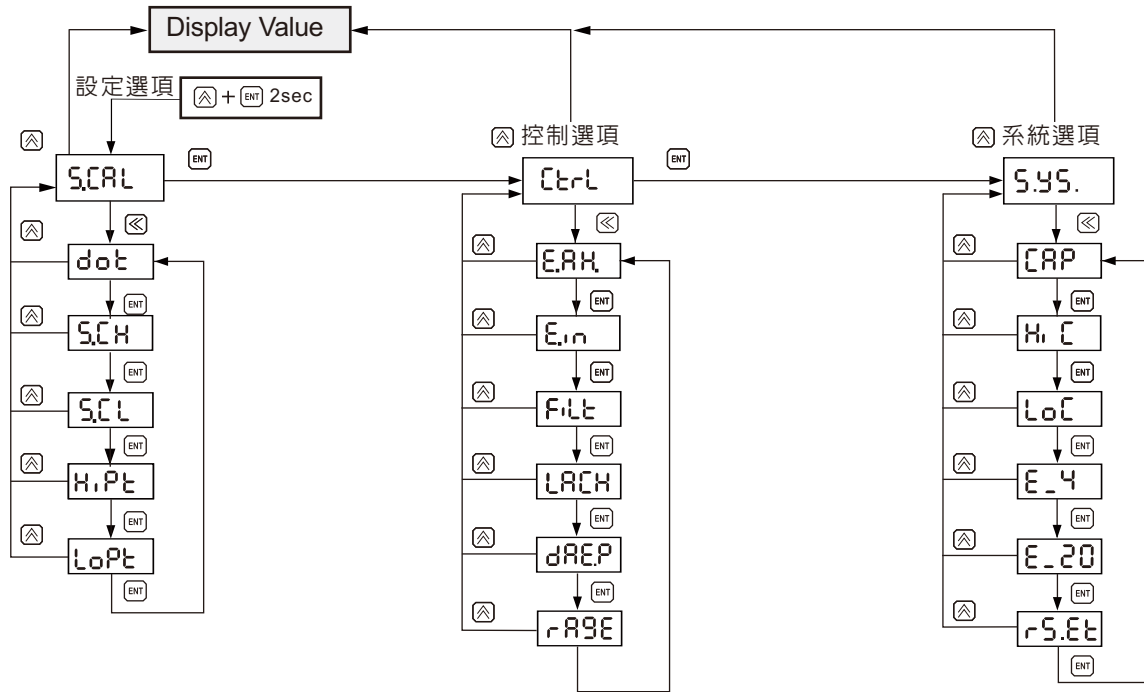 Display Value
設定選項
+ ENT 2sec
控制選項
系統選項
S.CAL
ENT
CtrL
ENT
S.YS.
dot
E.AH.
CAP
ENT
ENT
ENT
S.CH
E.in
Hi C
ENT
ENT
ENT
S.CL
FiLt
LoC
ENT
ENT
ENT
HiPt
LACH
E_4
ENT
ENT
ENT
LoPt
dAE.P
E_20
ENT
ENT
ENT
rAgE
rS.Et
ENT